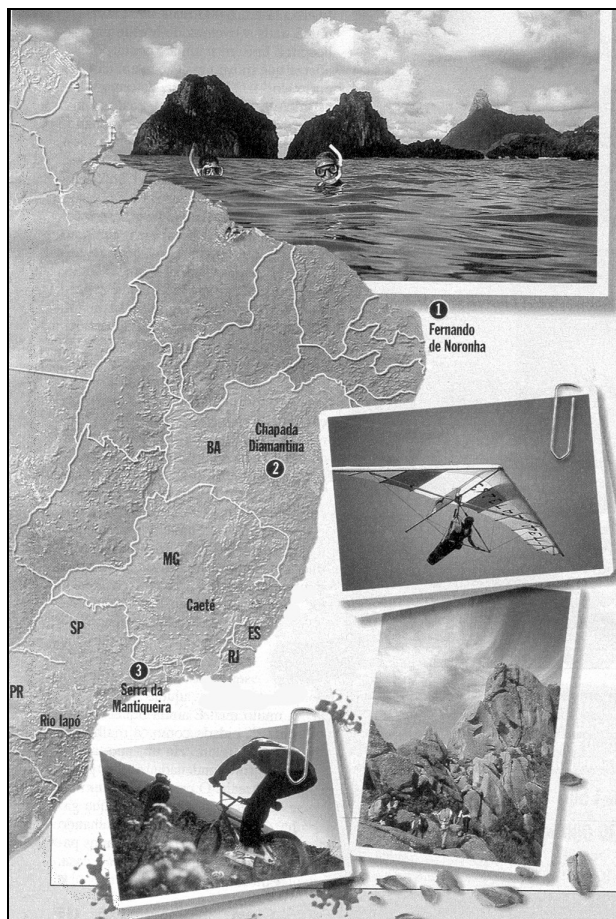 1
Fernando
de Noronha
Chapada
Diamantina
BA
2
MG
Caeté
SP
ES
RJ
3
PR
Serra da
Mantiqueira
Rio Iapó